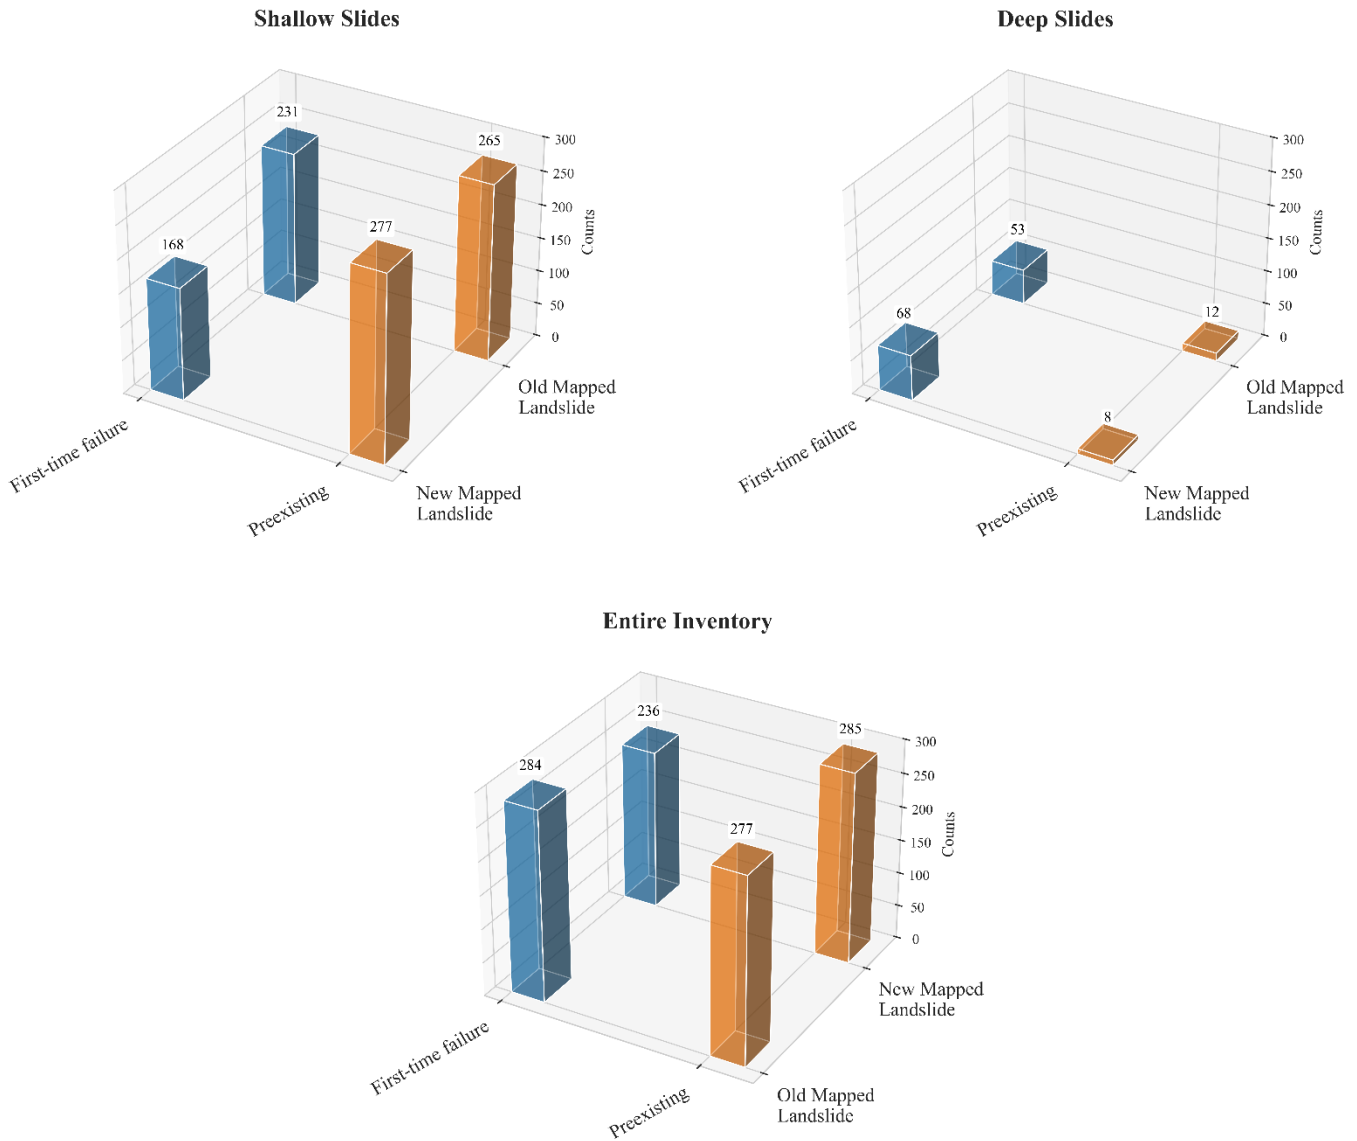 Shallow Slides
231
265
168
277
300
250
200
150
100
50
0
Counts
First-time failure
Preexisting
Old Mapped
Landslide
New Mapped
Landslide
Deep Slides
53
68
12
8
300
250
200
150
100
50
0
Counts
First-time failure
Preexisting
Old Mapped
Landslide
New Mapped
Landslide
Entire Inventory
236
285
284
277
300
250
200
150
100
50
0
Counts
First-time failure
Preexisting
New Mapped
Landslide
Old Mapped
Landslide